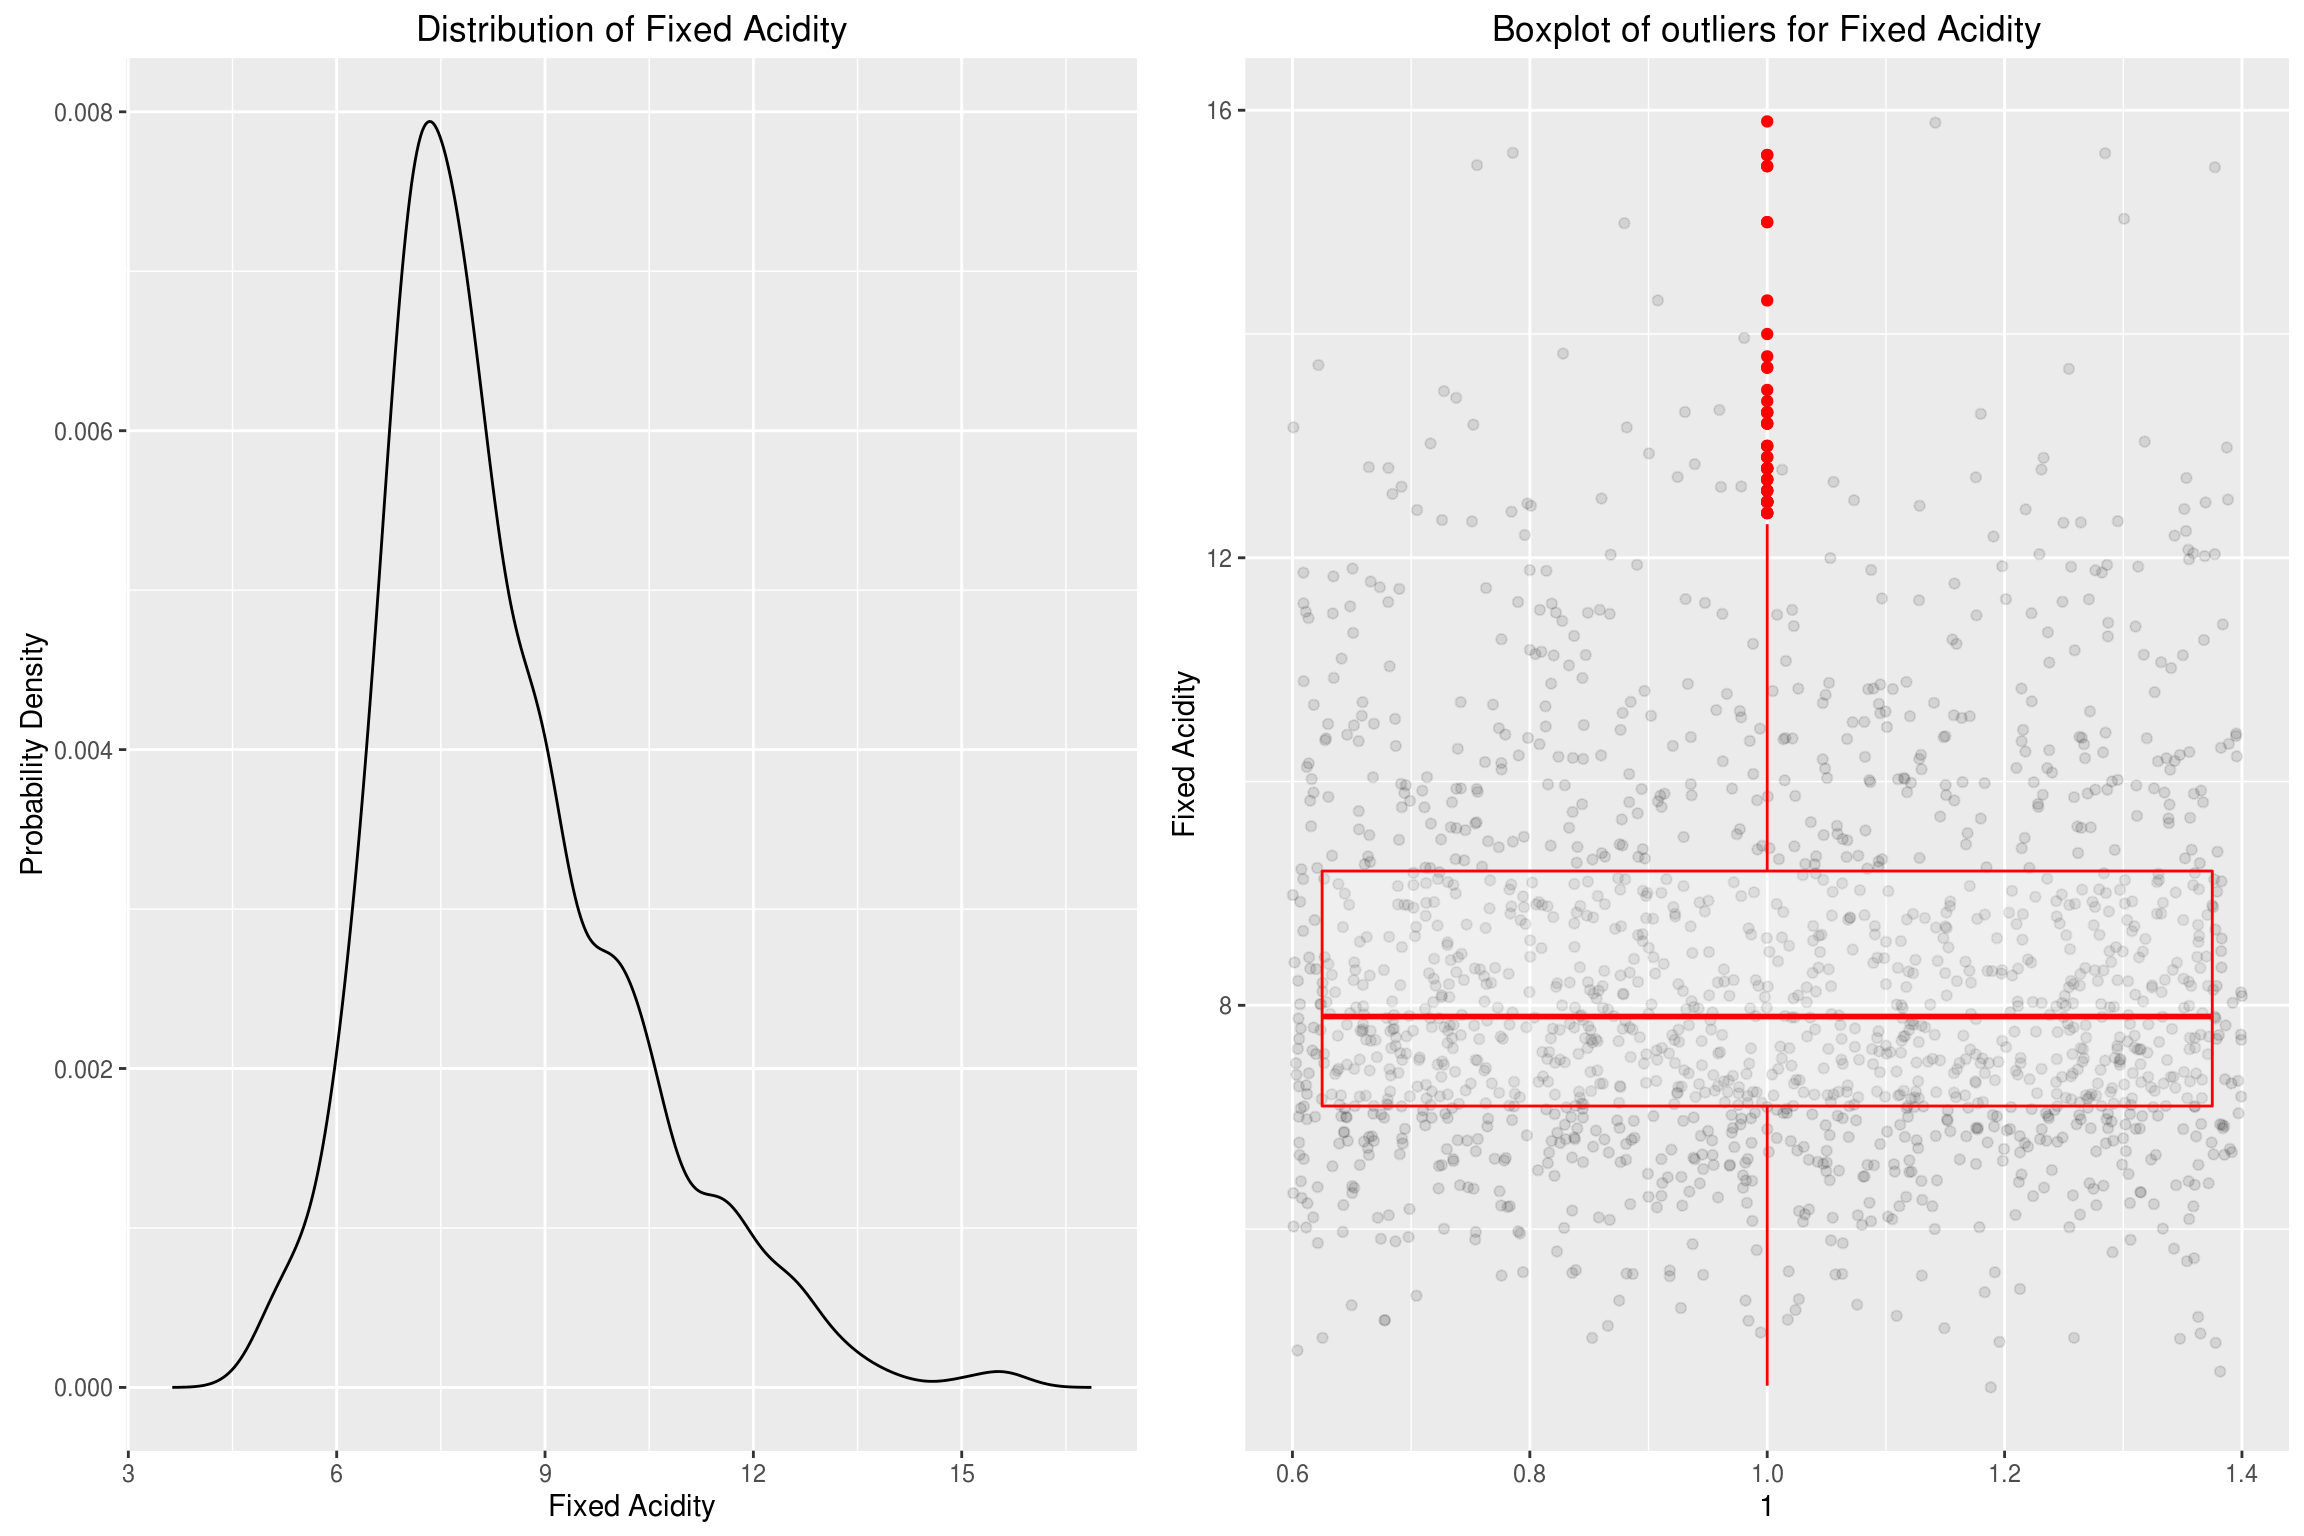 Distribution of Fixed Acidity
0.008
0.006
0.004
0.002
0.000
Probability Density
3 6 9 12 15
Fixed Acidity
Boxplot of outliers for Fixed Acidity
16
12
8
Fixed Acidity
0.6 0.8 1.0 1.2 1.4
1